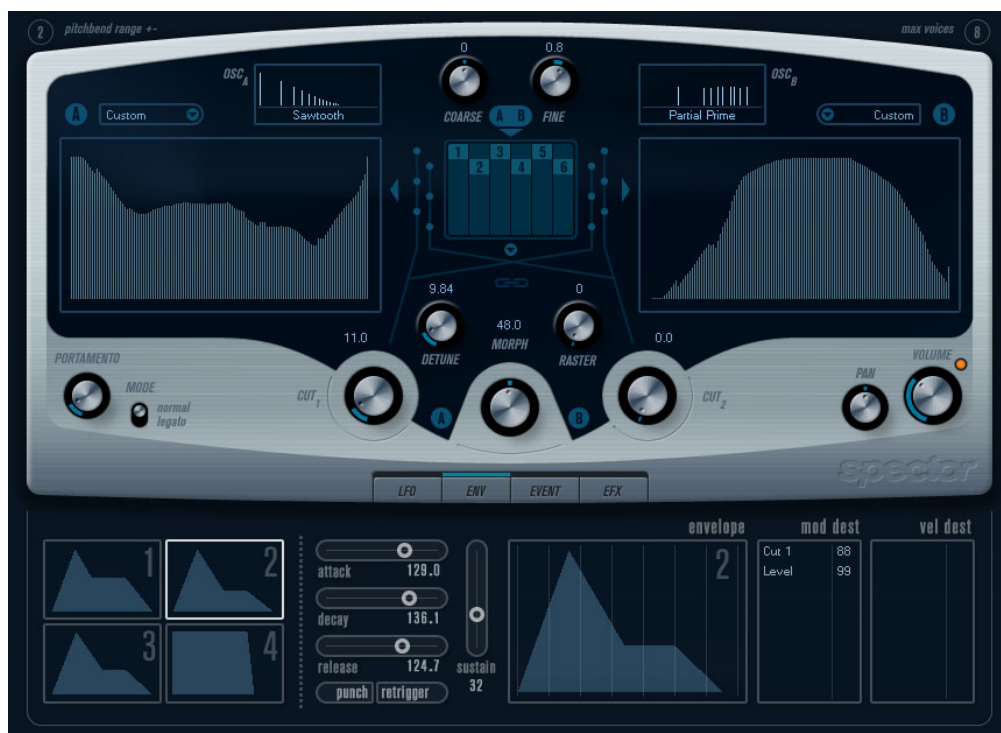 2 pitchbend range +- max voices 8
0 0.8
OSC A OSC B
COARSE A B FINE
A Custom Sawtooth Partial Prime Custom B
1 2 3 4 5 6
9.84 0
11.0 48.0 0.0
MORPH
DETUNE RASTER
PORTAMENTO VOLUME
MODE PAN
normal
legato
CUT 1 CUT 2
A B
spector
LFO ENV EVENT EFX
envelope mod dest vel dest
1 2 2 Cut 1 88
Level 99
attack 129.0
decay 136.1
3 4
release 124.7 sustain
punch retrigger 32